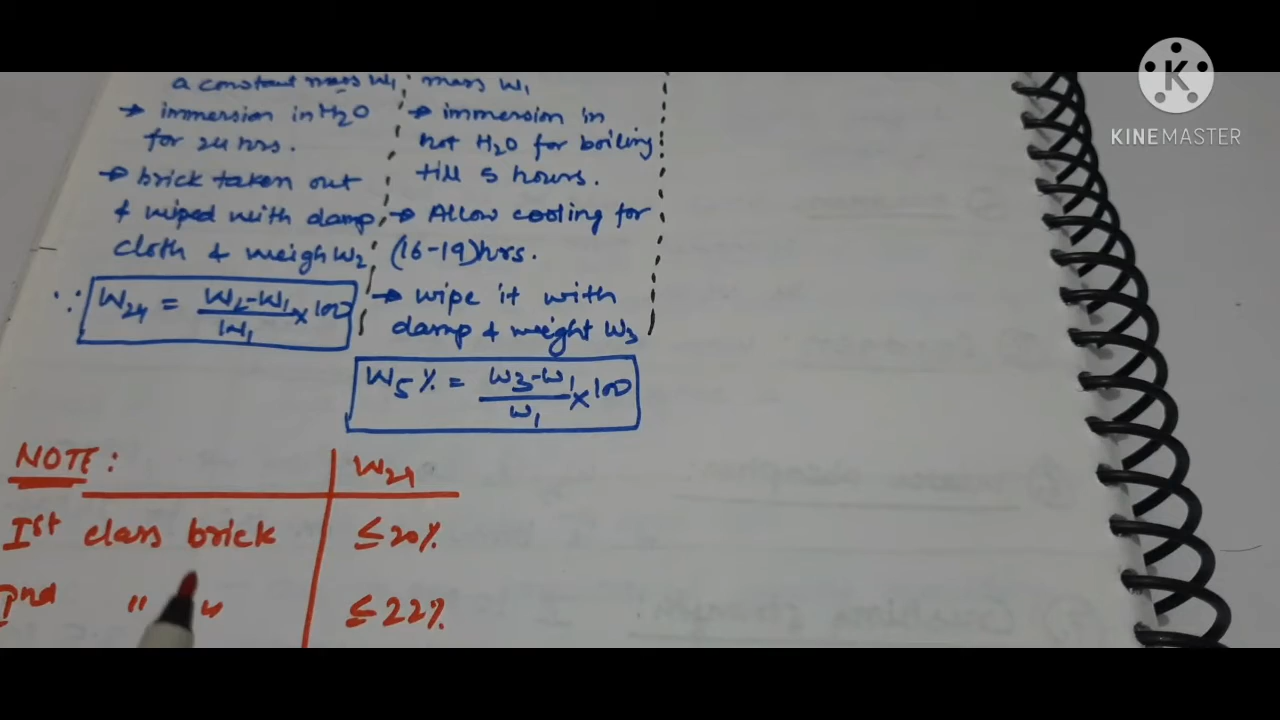 a constant mass W1
→ immersion in H2O
for 24 hrs.
→ brick taken out
& wiped with damp
cloth & weigh W2
∴ W24 = W2-W1/W1 × 100
mass W1
→ immersion in
hot H2O for boiling
till 5 hours.
→ Allow cooling for
(16-19)hrs.
→ wipe it with
damp & weight W3
W5% = W3-W1/W1 × 100
NOTE:
W24
Ist class brick ≤20%
IInd " " ≤22%
K
KINEMASTER